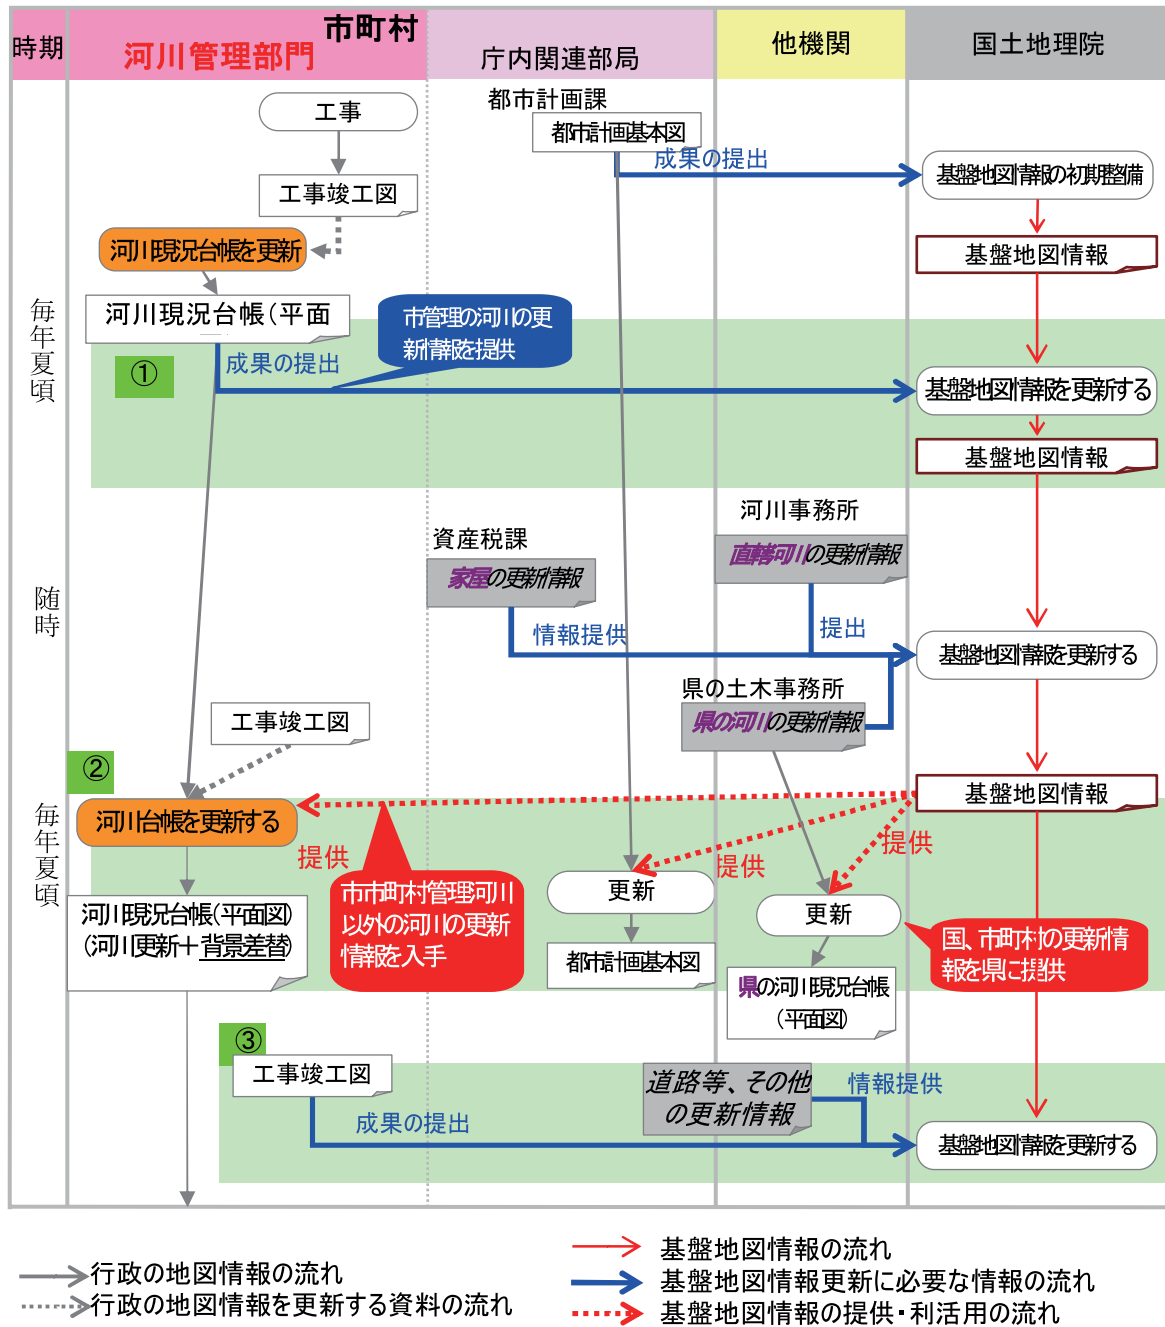 市町村
時期
河川管理部門
庁内関連部局
他機関
国土地理院
都市計画課
工事
都市計画基本図
成果の提出
基盤地図情報の初期整備
工事竣工図
河川現況台帳を更新
基盤地図情報
毎年夏頃
河川現況台帳(平面
市管理の河川の更
新情報を提供
①
成果の提出
基盤地図情報を更新する
基盤地図情報
河川事務所
資産税課
直轄河川の更新情報
家屋の更新情報
随時
情報提供
提出
基盤地図情報を更新する
県の土木事務所
県の河川の更新情報
工事竣工図
②
基盤地図情報
毎年夏頃
河川台帳を更新する
提供
提供
提供
市市町村管理河川
以外の河川の更新
情報を入手
更新
更新
河川現況台帳(平面図)
(河川更新+背景差替)
国、市町村の更新情
報を県に提供
都市計画基本図
県の河川現況台帳
(平面図)
③
工事竣工図
道路等、その他
の更新情報
情報提供
成果の提出
基盤地図情報を更新する
行政の地図情報の流れ
行政の地図情報を更新する資料の流れ
基盤地図情報の流れ
基盤地図情報更新に必要な情報の流れ
基盤地図情報の提供・利活用の流れ